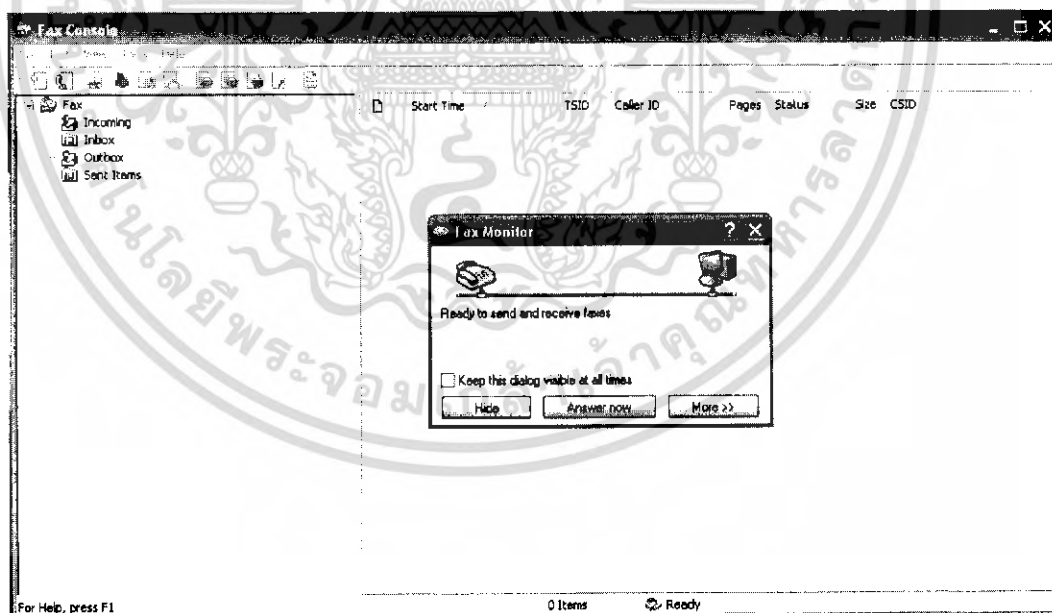 Fax Console
Start Time TSID Caller ID Pages Status Size CSID
Fax
Incoming
Inbox
Outbox
Sent Items
Fax Monitor
Ready to send and receive faxes
Keep this dialog visible at all times
Hide Answer now More >>
For Help, press F1 0 Items Ready